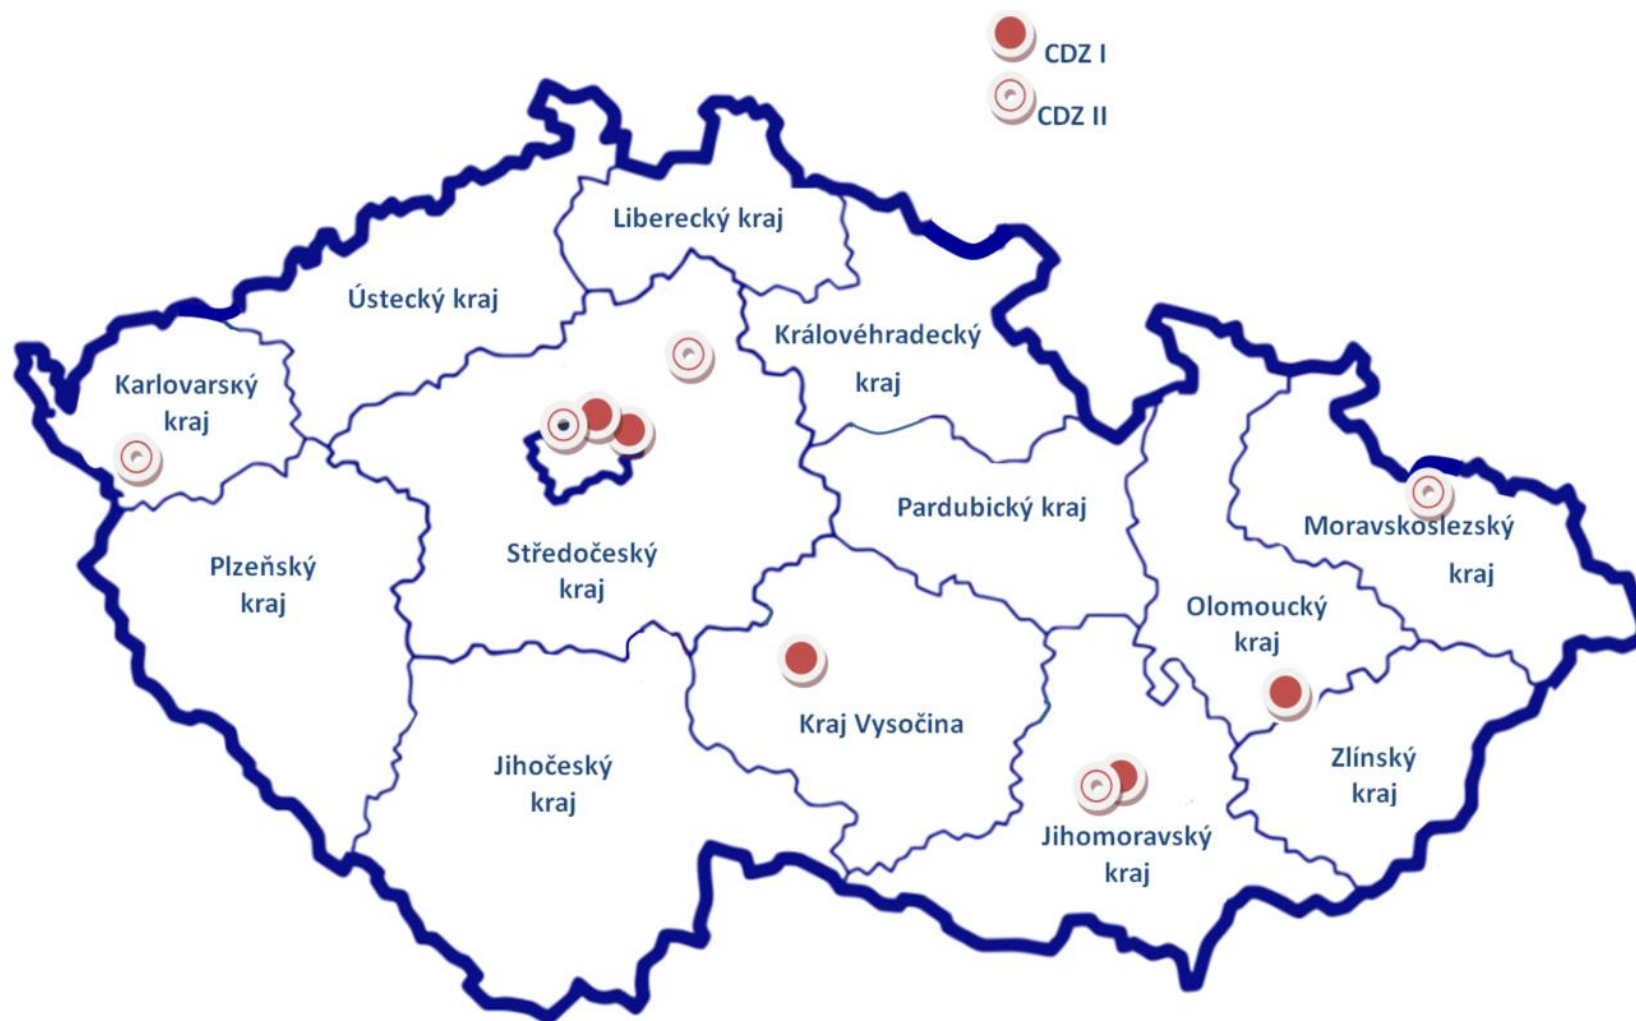 CDZ I
CDZ II
Liberecký kraj
Ústecký kraj
Královéhradecký
kraj
Karlovarsкý
kraj
Pardubický kraj
Moravskoslezský
kraj
Středočeský
kraj
Plzeňský
kraj
Olomoucký
kraj
Kraj Vysočina
Jihočeský
kraj
Zlínský
kraj
Jihomoravský
kraj